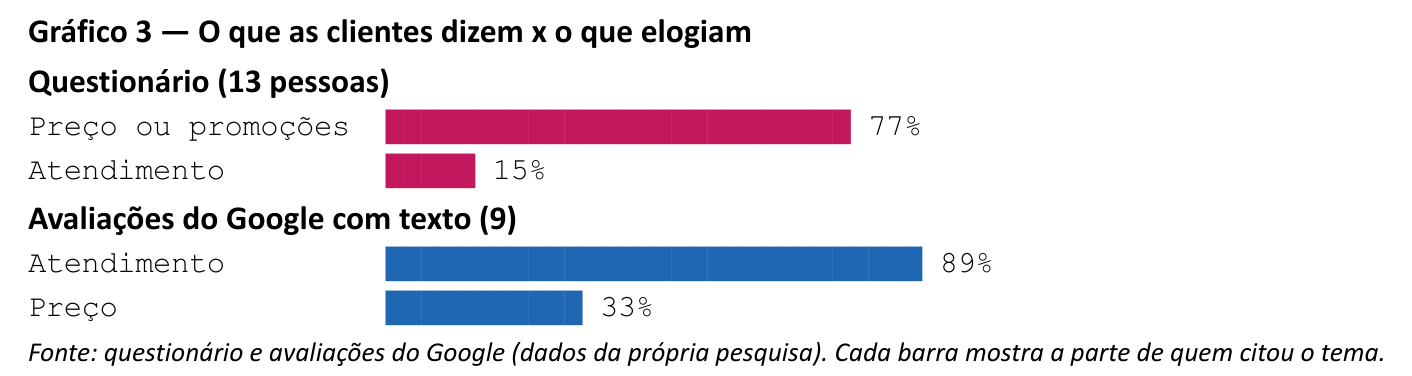 Gráfico 3 — O que as clientes dizem x o que elogiam
Questionário (13 pessoas)
Preço ou promoções 77%
Atendimento 15%
Avaliações do Google com texto (9)
Atendimento 89%
Preço 33%
Fonte: questionário e avaliações do Google (dados da própria pesquisa). Cada barra mostra a parte de quem citou o tema.